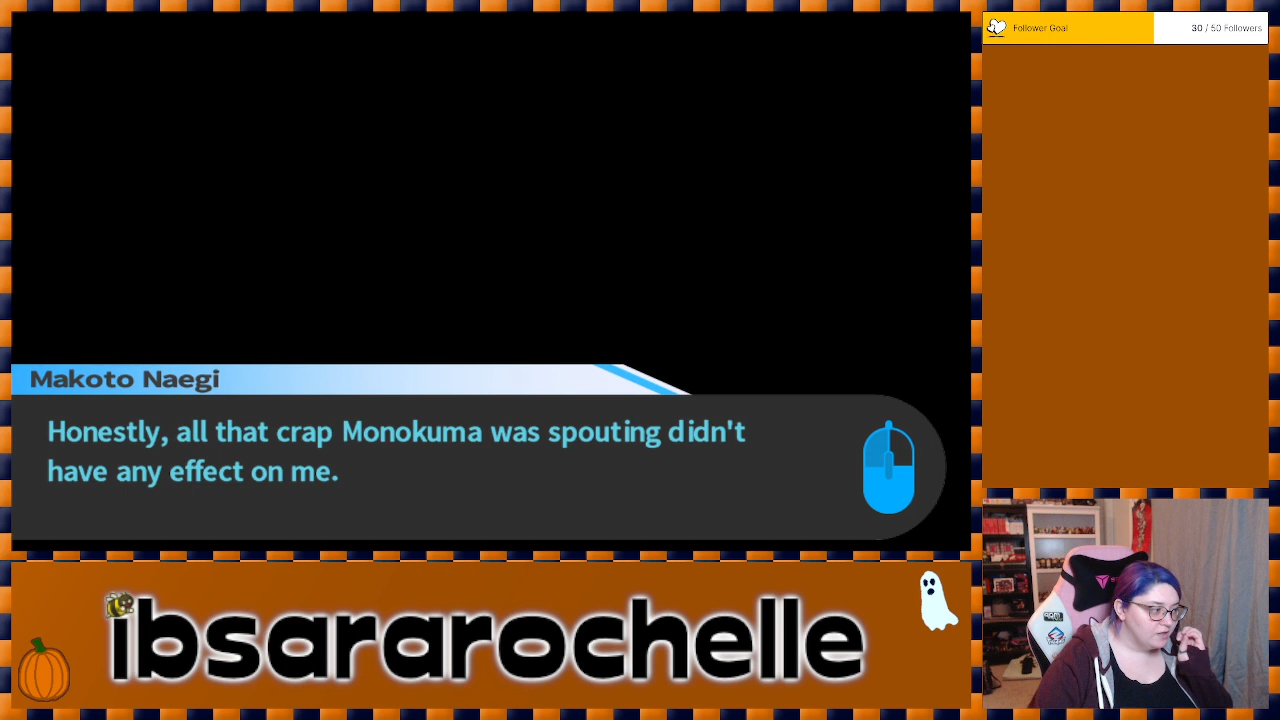 Follower Goal
30 / 50 Followers
Makoto Naegi
Honestly, all that crap Monokuma was spouting didn't
have any effect on me.
ibsararochelle